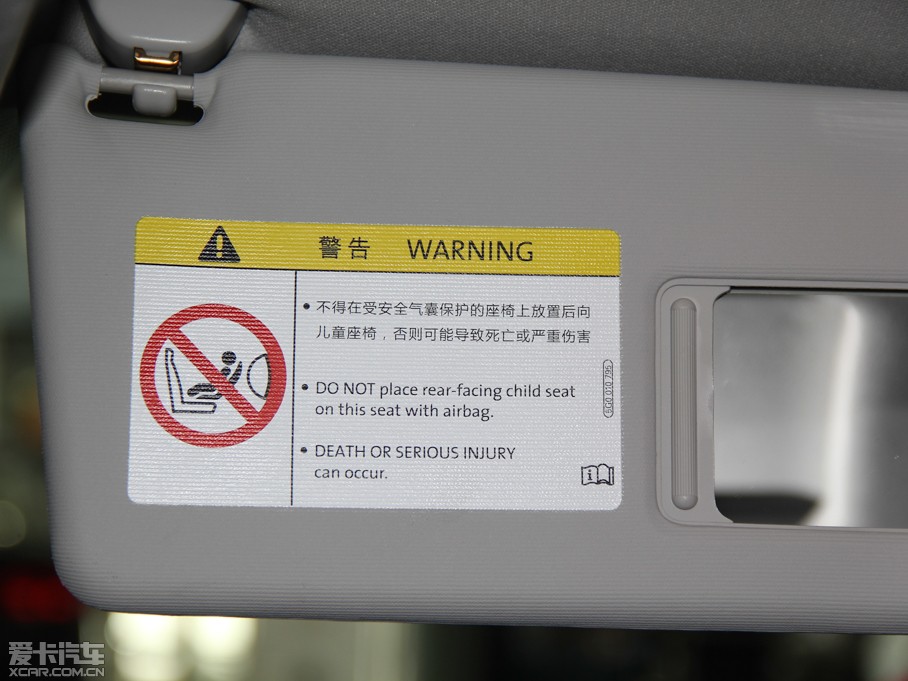 警告 WARNING
• 不得在受安全气囊保护的座椅上放置后向
儿童座椅，否则可能导致死亡或严重伤害
• DO NOT place rear-facing child seat
on this seat with airbag.
• DEATH OR SERIOUS INJURY
can occur.
6G0 010 795
爱卡汽车
XCAR.COM.CN